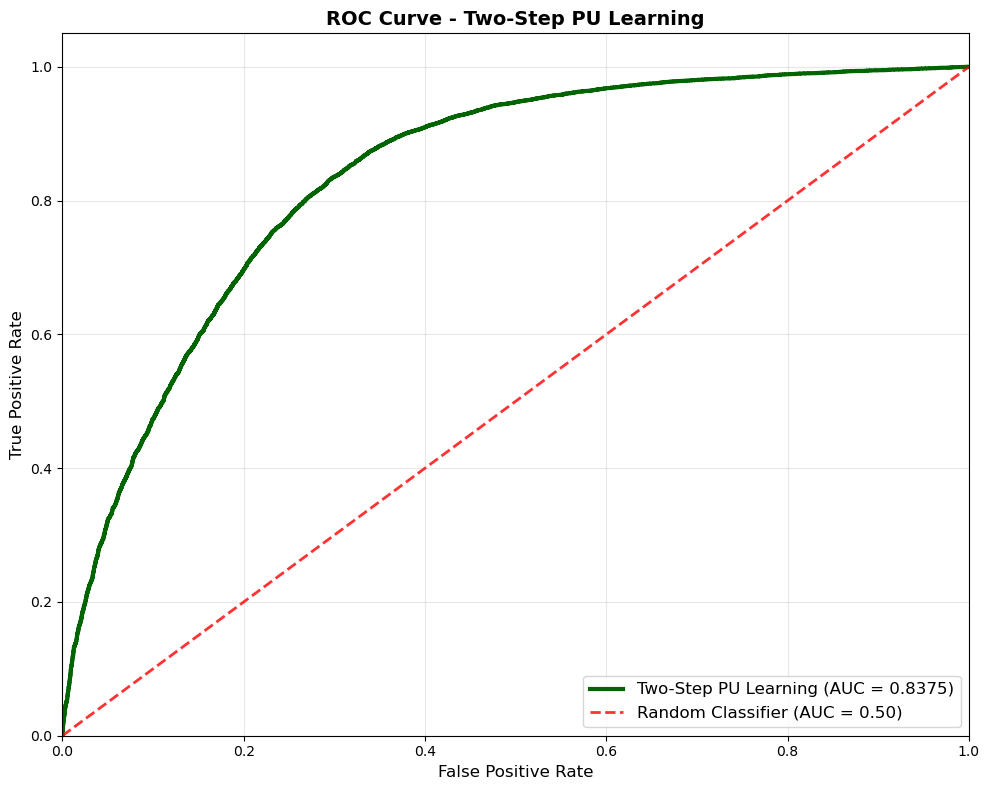 ROC Curve - Two-Step PU Learning
True Positive Rate
1.0
0.8
0.6
0.4
0.2
0.0
0.0 0.2 0.4 0.6 0.8 1.0
False Positive Rate
Two-Step PU Learning (AUC = 0.8375)
Random Classifier (AUC = 0.50)